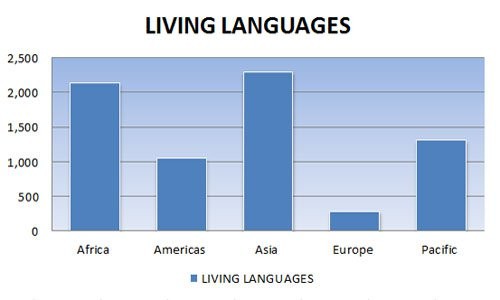 LIVING LANGUAGES
2,500
2,000
1,500
1,000
500
0
Africa Americas Asia Europe Pacific
LIVING LANGUAGES